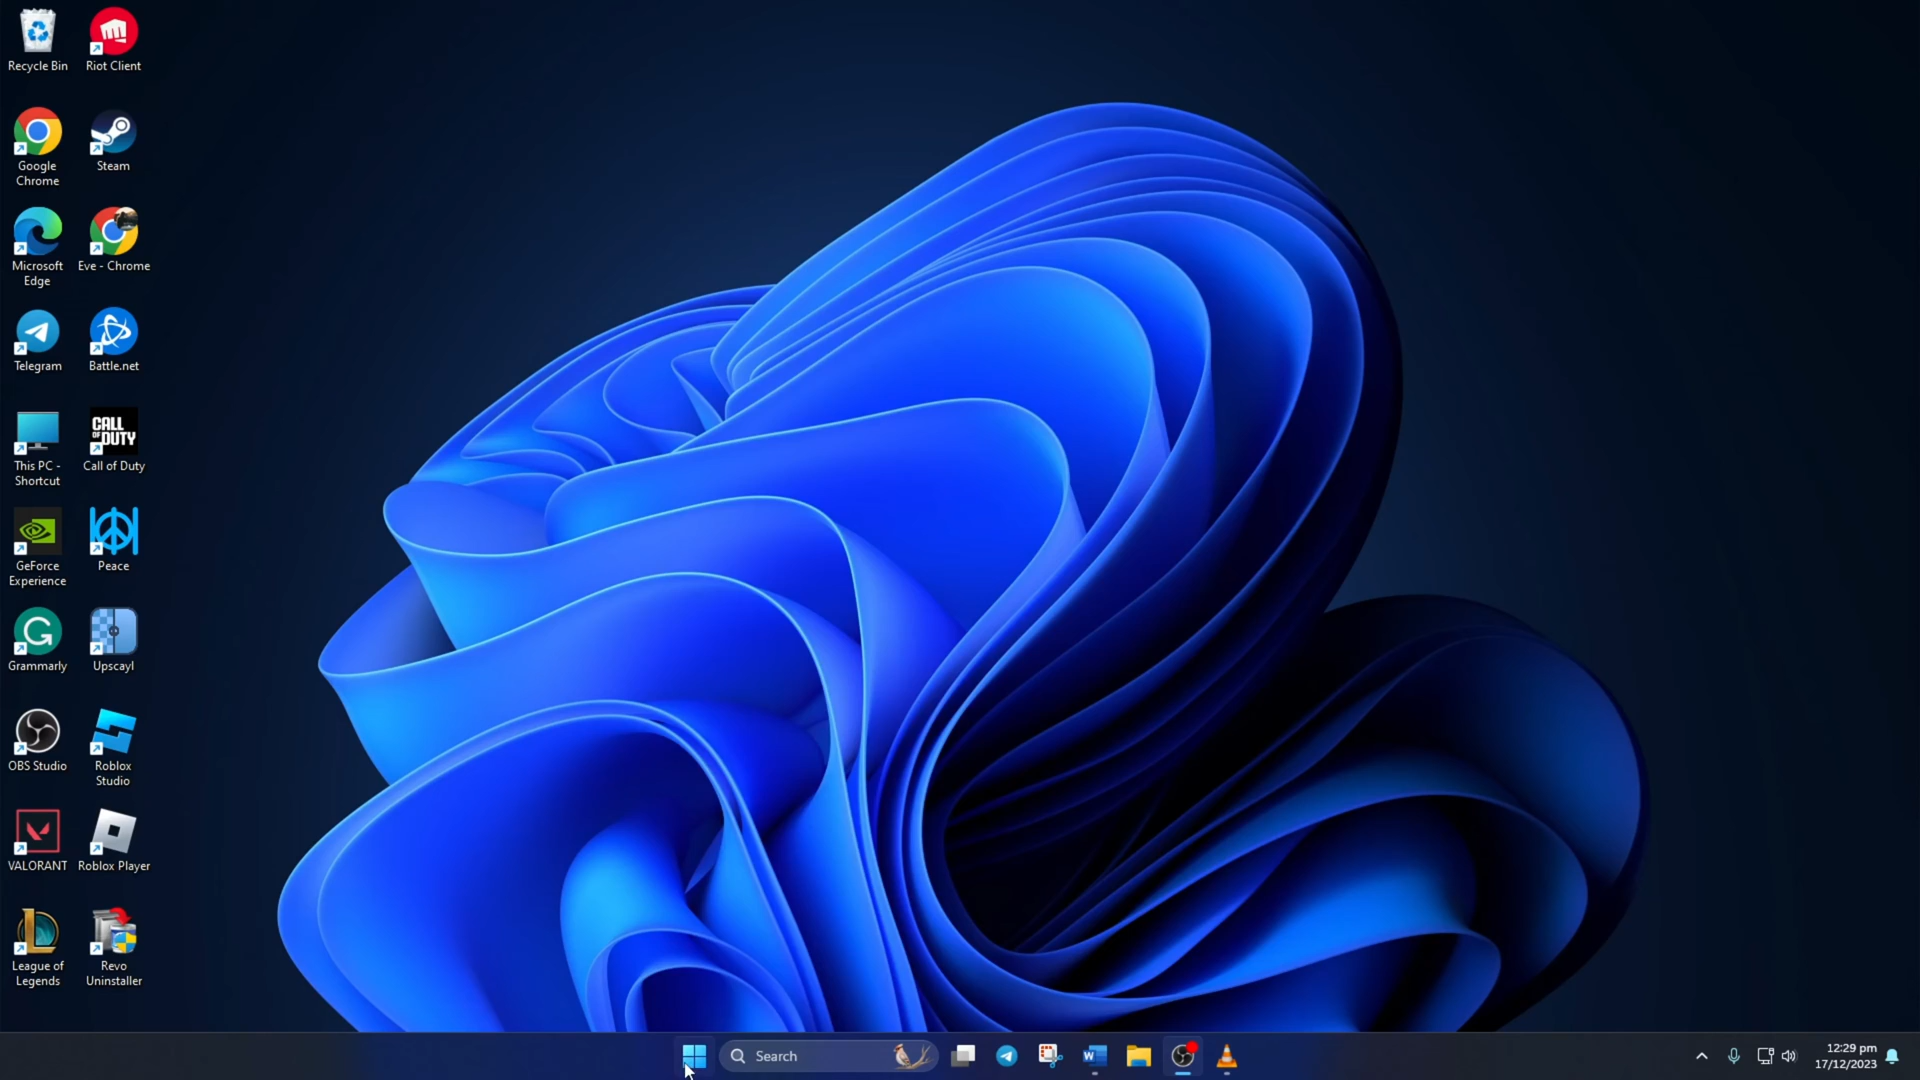 Recycle Bin
Riot Client
Google
Chrome
Steam
Microsoft
Edge
Eve - Chrome
Telegram
Battle.net
This PC -
Shortcut
CALL
OF DUTY
Call of Duty
GeForce
Experience
Peace
Grammarly
Upscayl
OBS Studio
Roblox
Studio
VALORANT
Roblox Player
League of
Legends
Revo
Uninstaller
Search
12:29 pm
17/12/2023